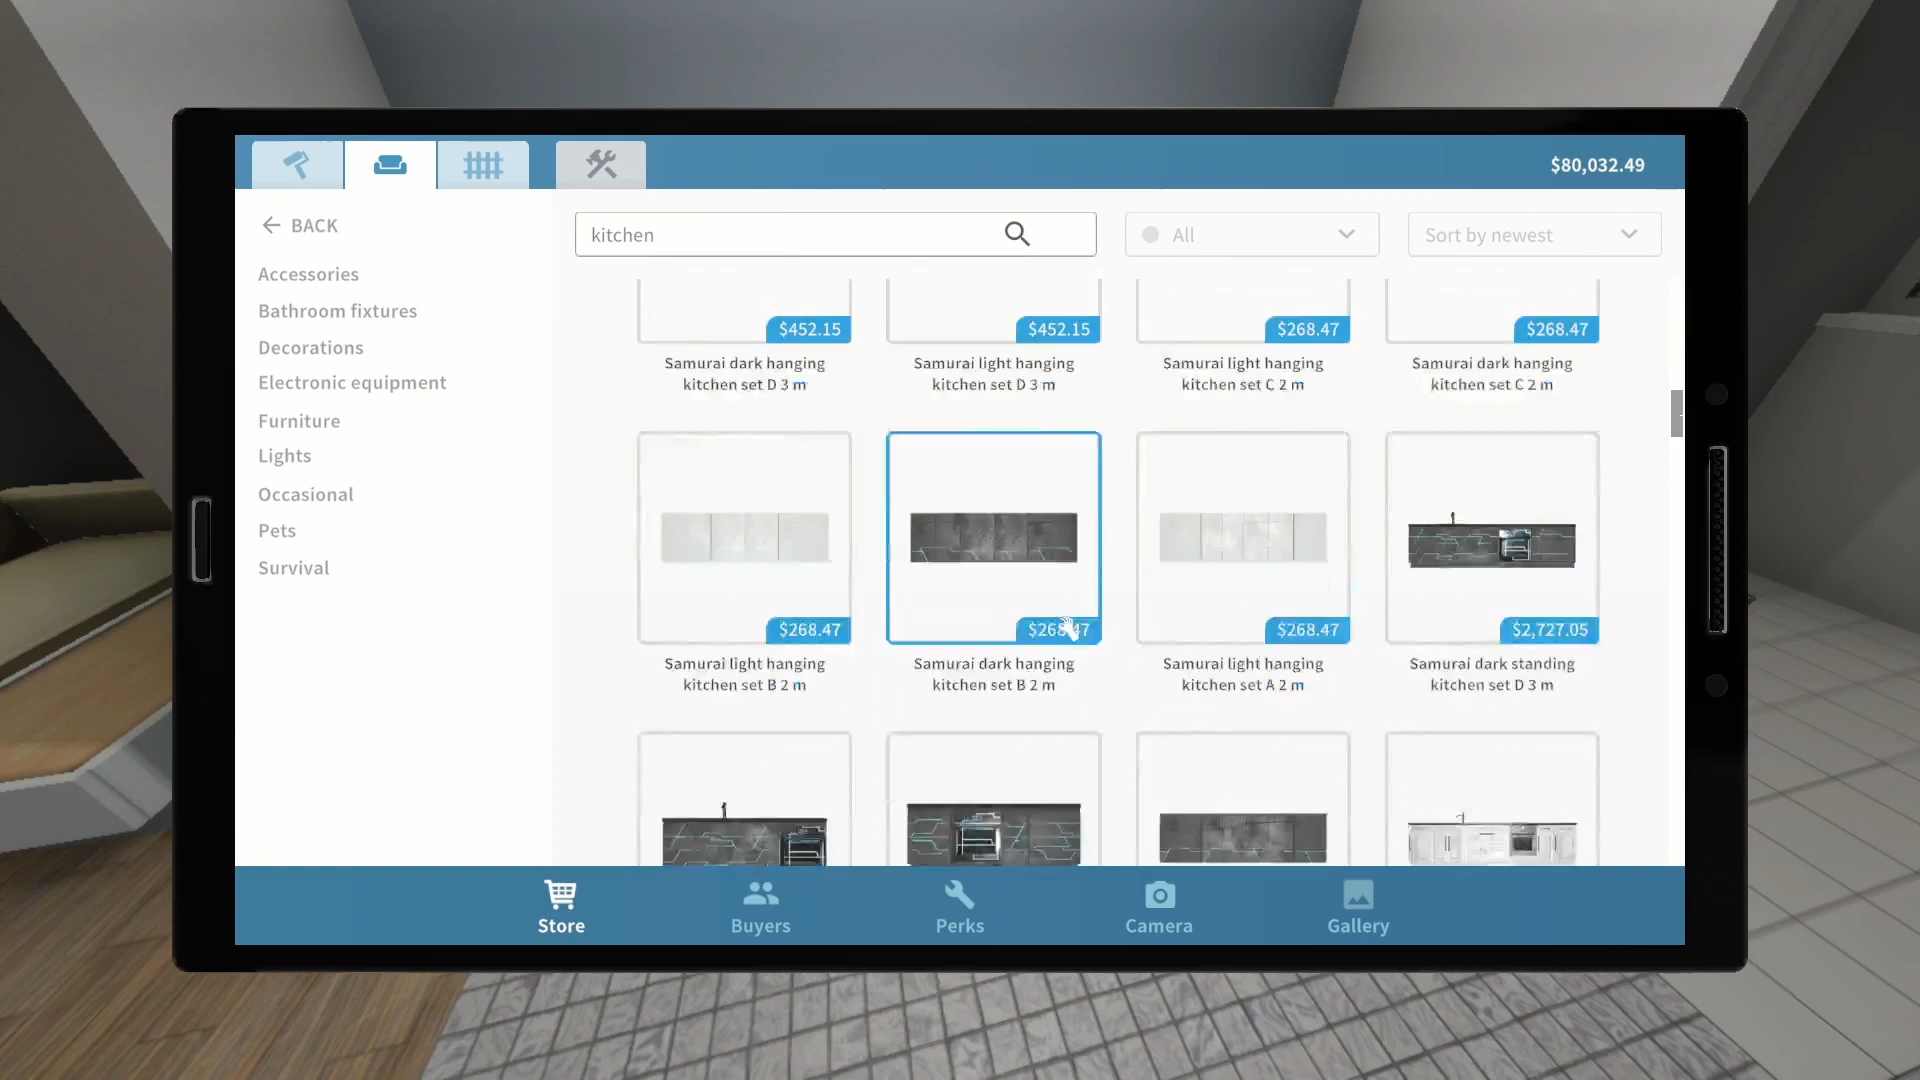 $80,032.49
BACK
kitchen
All
Sort by newest
Accessories
Bathroom fixtures
Decorations
Electronic equipment
Furniture
Lights
Occasional
Pets
Survival
$452.15
$452.15
$268.47
$268.47
Samurai dark hanging
kitchen set D 3 m
Samurai light hanging
kitchen set D 3 m
Samurai light hanging
kitchen set C 2 m
Samurai dark hanging
kitchen set C 2 m
$268.47
$268.47
$268.47
$2,727.05
Samurai light hanging
kitchen set B 2 m
Samurai dark hanging
kitchen set B 2 m
Samurai light hanging
kitchen set A 2 m
Samurai dark standing
kitchen set D 3 m
Store
Buyers
Perks
Camera
Gallery